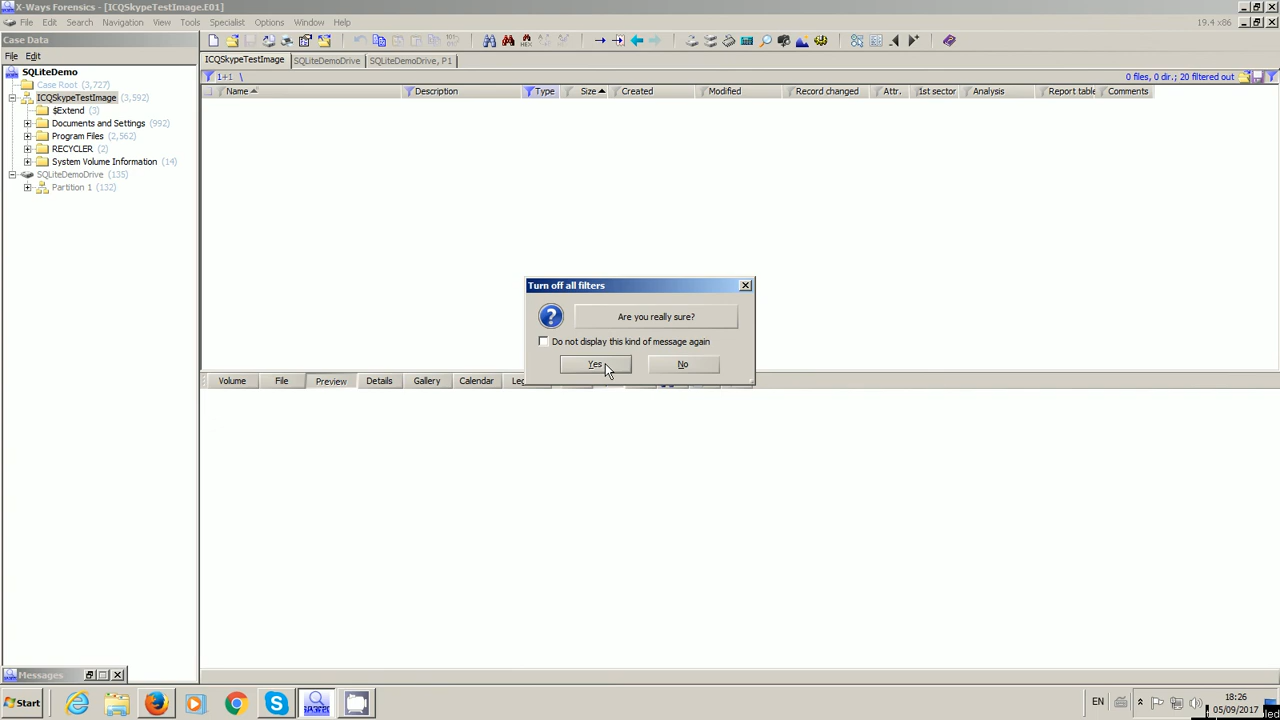 X-Ways Forensics - [ICQSkypeTestImage.E01]
File Edit Search Navigation View Tools Specialist Options Window Help 19.4 x86
Case Data
File Edit
ICQSkypeTestImage SQLiteDemoDrive SQLiteDemoDrive, P1
SQLiteDemo
1+1 \ 0 files, 0 dir.; 20 filtered out
Case Root (3,727)
Name Description Type Size Created Modified Record changed Attr. 1st sector Analysis Report table Comments
ICQSkypeTestImage (3,592)
$Extend (3)
Documents and Settings (992)
Program Files (2,562)
RECYCLER (2)
System Volume Information (14)
SQLiteDemoDrive (135)
Partition 1 (132)
Turn off all filters
Are you really sure?
Do not display this kind of message again
Yes No
Volume File Preview Details Gallery Calendar Leg
Messages
Start EN 18:26
05/09/2017